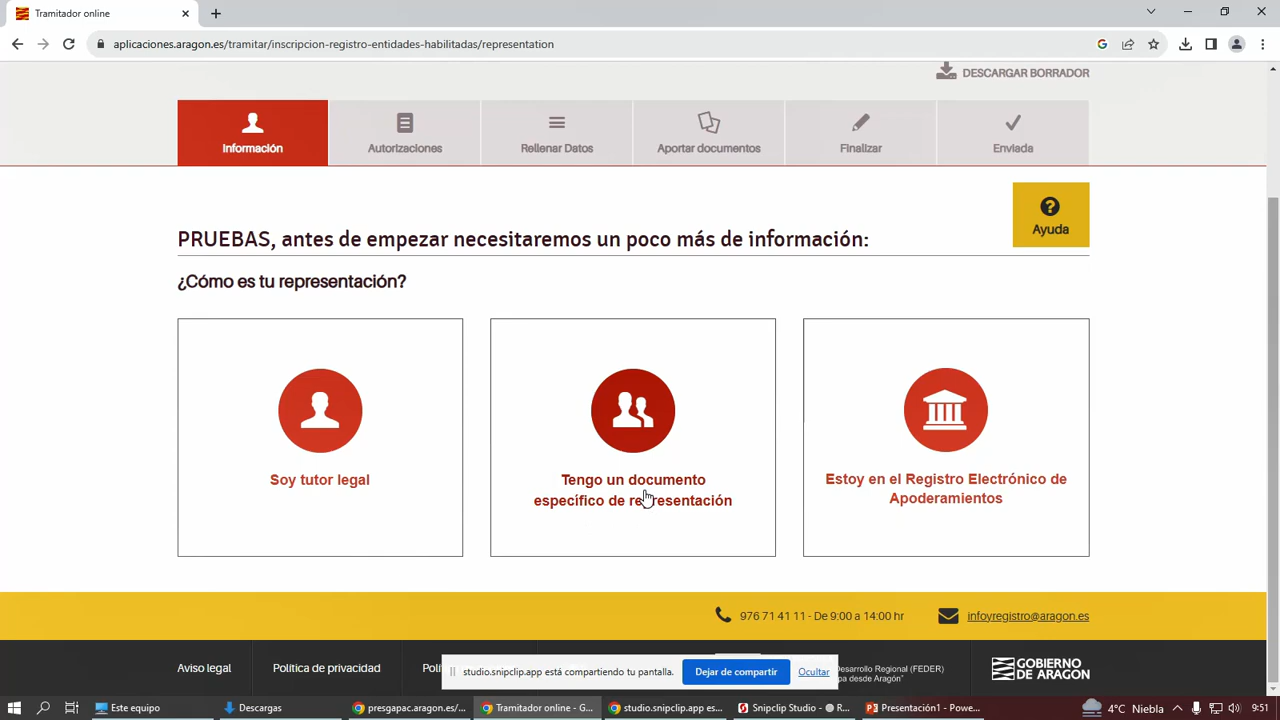 Tramitador online
aplicaciones.aragon.es/tramitar/inscripcion-registro-entidades-habilitadas/representation
DESCARGAR BORRADOR
Información
Autorizaciones
Rellenar Datos
Aportar documentos
Finalizar
Enviada
Ayuda
PRUEBAS, antes de empezar necesitaremos un poco más de información:
¿Cómo es tu representación?
Soy tutor legal
Tengo un documento
específico de representación
Estoy en el Registro Electrónico de
Apoderamientos
976 71 41 11 - De 9:00 a 14:00 hr
infoyregistro@aragon.es
Aviso legal
Política de privacidad
studio.snipclip.app está compartiendo tu pantalla.
Dejar de compartir
Ocultar
Desarrollo Regional (FEDER)
desde Aragón"
GOBIERNO
DE ARAGON
Este equipo
Descargas
presgapac.aragon.es/...
Tramitador online - G...
studio.snipclip.app es...
Snipclip Studio - R...
Presentación1 - Powe...
4°C Niebla
9:51